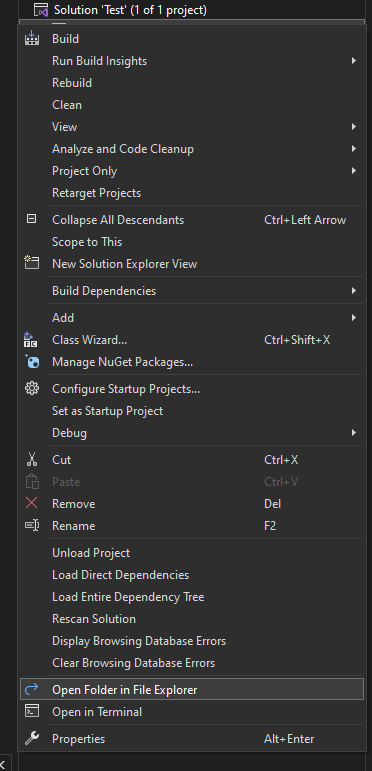 Solution 'Test' (1 of 1 project)
Build
Run Build Insights
Rebuild
Clean
View
Analyze and Code Cleanup
Project Only
Retarget Projects
Collapse All Descendants Ctrl+Left Arrow
Scope to This
New Solution Explorer View
Build Dependencies
Add
Class Wizard... Ctrl+Shift+X
Manage NuGet Packages...
Configure Startup Projects...
Set as Startup Project
Debug
Cut Ctrl+X
Paste Ctrl+V
Remove Del
Rename F2
Unload Project
Load Direct Dependencies
Load Entire Dependency Tree
Rescan Solution
Display Browsing Database Errors
Clear Browsing Database Errors
Open Folder in File Explorer
Open in Terminal
Properties Alt+Enter